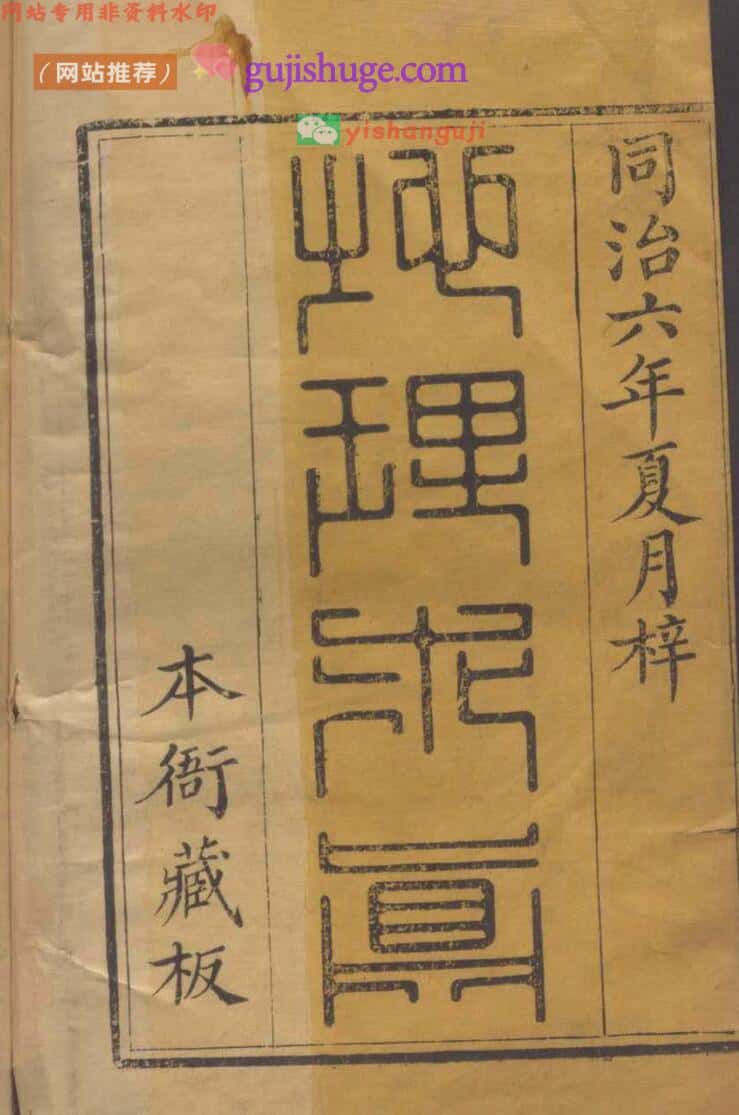 网站专用非资料水印
（网站推荐）
gujishuge.com
yishanguji
同治六年夏月梓
地理求真
本衙藏板